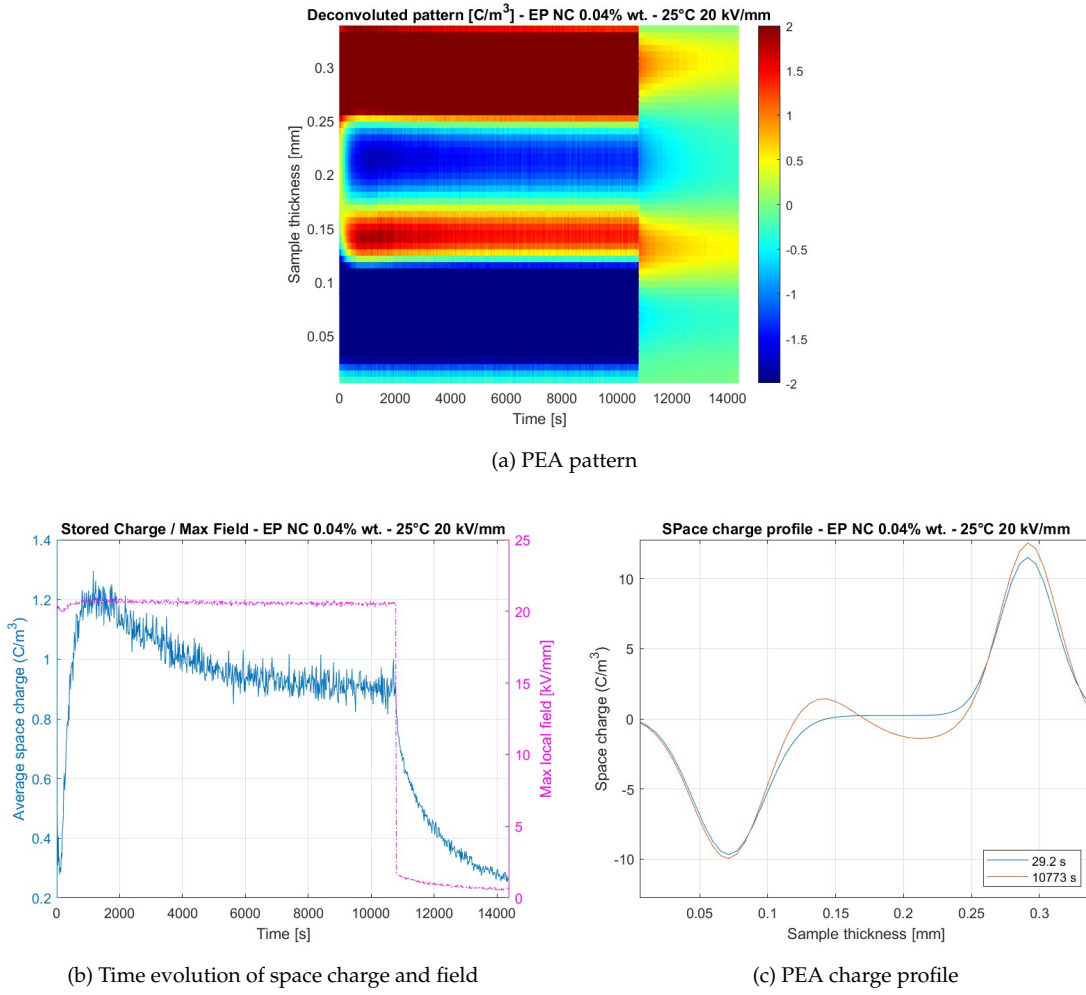 Deconvoluted pattern [C/m³] - EP NC 0.04% wt. - 25°C 20 kV/mm
Sample thickness [mm]
0.3
0.25
0.2
0.15
0.1
0.05
0 2000 4000 6000 8000 10000 12000 14000
Time [s]
2
1.5
1
0.5
0
-0.5
-1
-1.5
-2
(a) PEA pattern
Stored Charge / Max Field - EP NC 0.04% wt. - 25°C 20 kV/mm
Average space charge (C/m³)
1.4
1.2
1
0.8
0.6
0.4
0.2
0 2000 4000 6000 8000 10000 12000 14000
Time [s]
25
20
15
10
5
0
Max local field [kV/mm]
(b) Time evolution of space charge and field
SPace charge profile - EP NC 0.04% wt. - 25°C 20 kV/mm
Space charge (C/m³)
10
5
0
-5
-10
0.05 0.1 0.15 0.2 0.25 0.3
Sample thickness [mm]
29.2 s
10773 s
(c) PEA charge profile